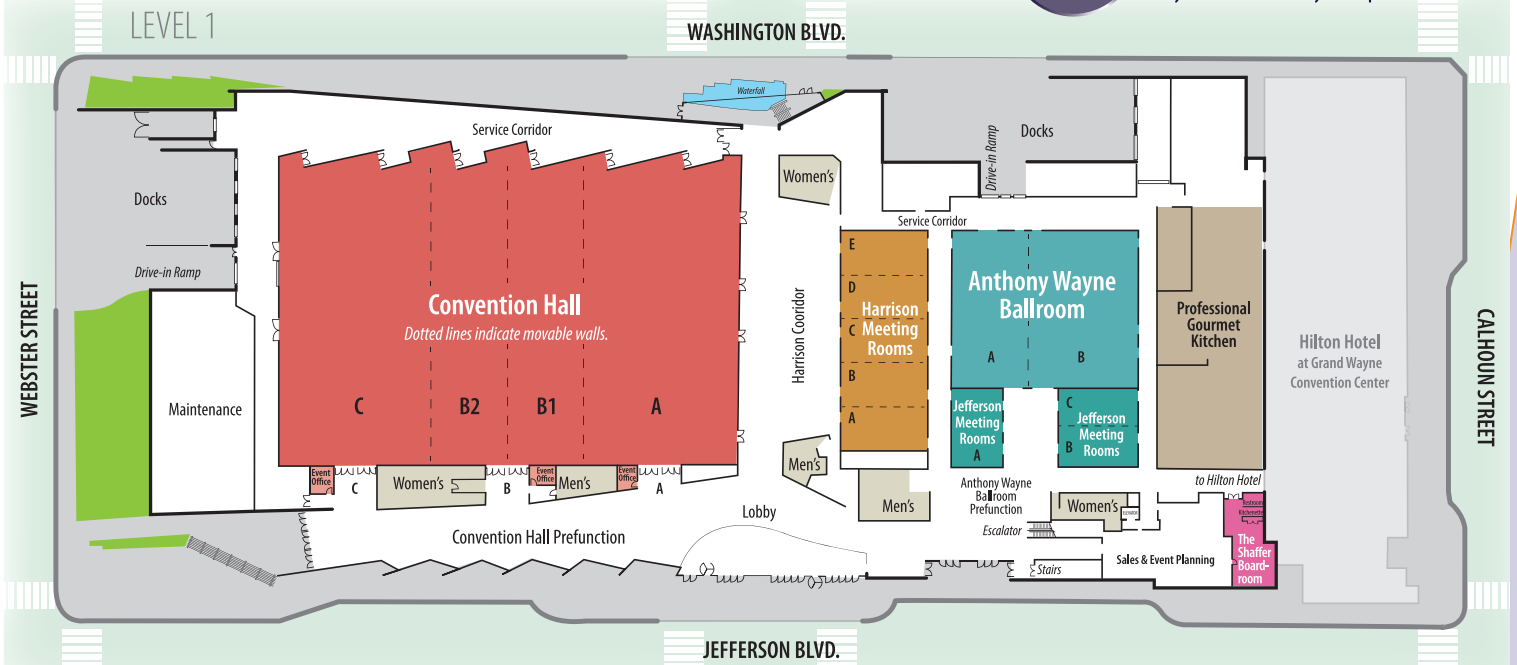 LEVEL 1
WASHINGTON BLVD.
Waterfall
Service Corridor
Docks
Drive-in Ramp
Women's
Docks
Service Corridor
Drive-in Ramp
WEBSTER STREET
Maintenance
Convention Hall
Dotted lines indicate movable walls.
C
B2
B1
A
Harrison Cooridor
E
D
C
B
A
Harrison
Meeting
Rooms
Anthony Wayne
Ballroom
A
B
Jefferson
Meeting
Rooms
A
C
B
Jefferson
Meeting
Rooms
Professional
Gourmet
Kitchen
Hilton Hotel
at Grand Wayne
Convention Center
CALHOUN STREET
Event
Office
C
Women's
B
Event
Office
Men's
Event
Office
A
Men's
Men's
Lobby
Convention Hall Prefunction
Anthony Wayne
Ballroom
Prefunction
Escalator
Women's
ELEVATOR
to Hilton Hotel
Restroom
Kitchenette
The
Shaffer
Board-
room
Sales & Event Planning
Stairs
JEFFERSON BLVD.